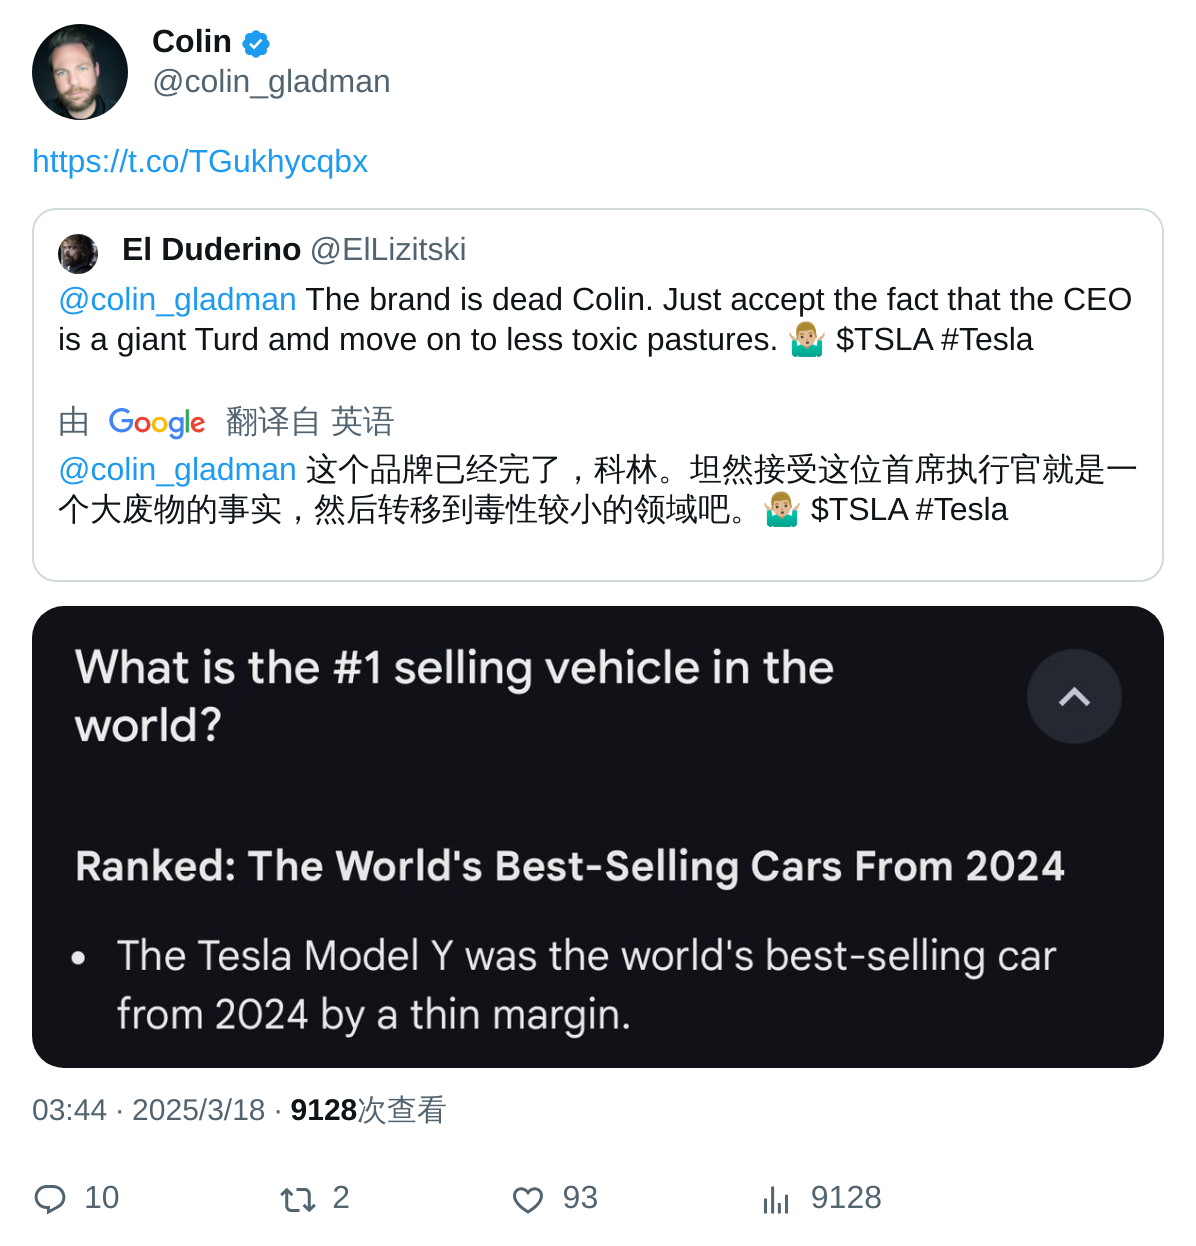 Colin
@colin_gladman
https://t.co/TGukhycqbx
El Duderino @ElLizitski
@colin_gladman The brand is dead Colin. Just accept the fact that the CEO
is a giant Turd amd move on to less toxic pastures. 🤷🏼‍♂️ $TSLA #Tesla
由 Google 翻译自 英语
@colin_gladman 这个品牌已经完了，科林。坦然接受这位首席执行官就是一
个大废物的事实，然后转移到毒性较小的领域吧。🤷🏼‍♂️ $TSLA #Tesla
What is the #1 selling vehicle in the
world?
Ranked: The World's Best-Selling Cars From 2024
• The Tesla Model Y was the world's best-selling car
from 2024 by a thin margin.
03:44 · 2025/3/18 · 9128次查看
10 2 93 9128